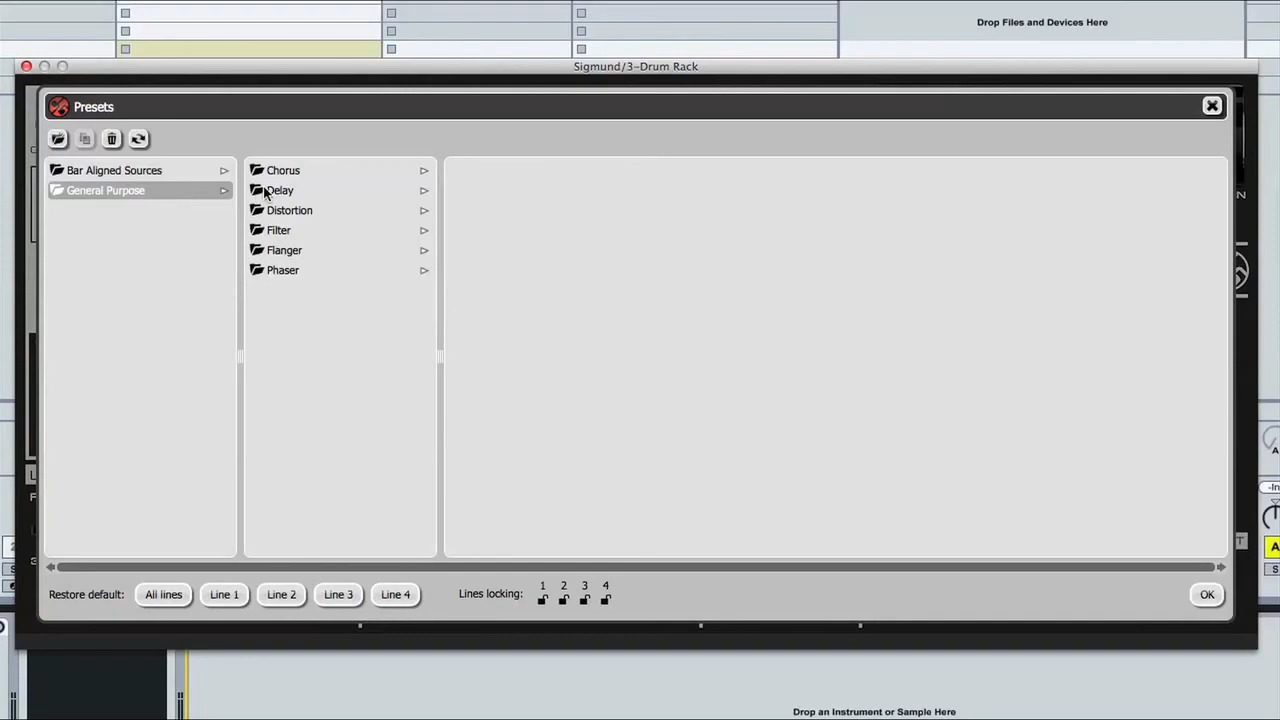 Drop Files and Devices Here
Sigmund/3-Drum Rack
Presets
Bar Aligned Sources
General Purpose
Chorus
Delay
Distortion
Filter
Flanger
Phaser
Restore default:
All lines
Line 1
Line 2
Line 3
Line 4
Lines locking:
1 2 3 4
OK
Drop an Instrument or Sample Here